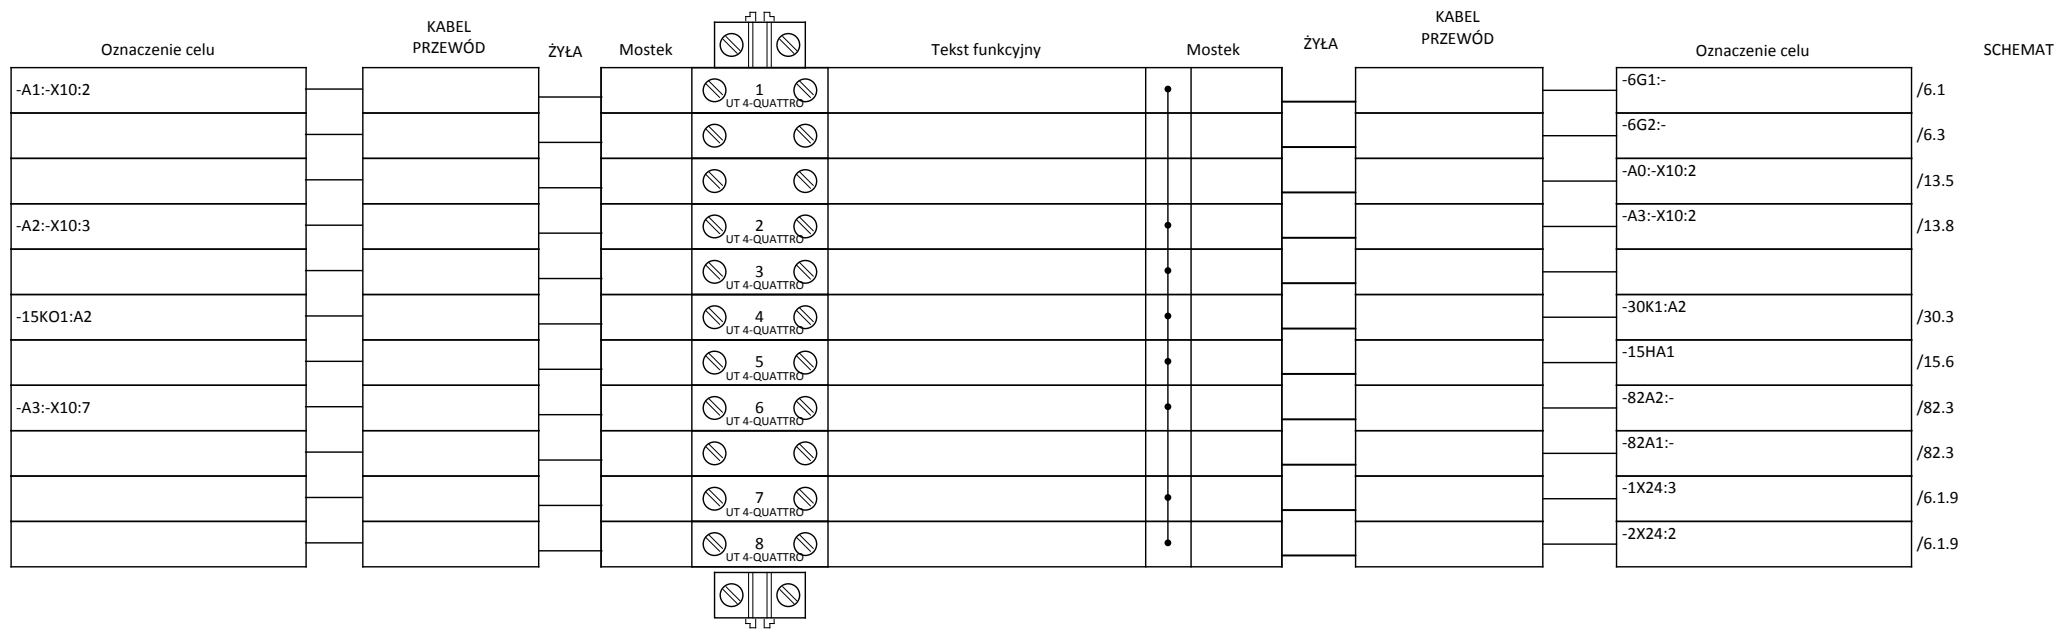 KABEL
PRZEWÓD
KABEL
PRZEWÓD
Oznaczenie celu ŻYŁA Mostek Tekst funkcyjny Mostek ŻYŁA Oznaczenie celu SCHEMAT
-A1:-X10:2 1 -6G1:- /6.1
UT 4-QUATTRO
-6G2:- /6.3
-A0:-X10:2 /13.5
-A2:-X10:3 2 -A3:-X10:2 /13.8
UT 4-QUATTRO
3
UT 4-QUATTRO
-15KO1:A2 4 -30K1:A2 /30.3
UT 4-QUATTRO
5 -15HA1 /15.6
UT 4-QUATTRO
-A3:-X10:7 6 -82A2:- /82.3
UT 4-QUATTRO
-82A1:- /82.3
7 -1X24:3 /6.1.9
UT 4-QUATTRO
8 -2X24:2 /6.1.9
UT 4-QUATTRO